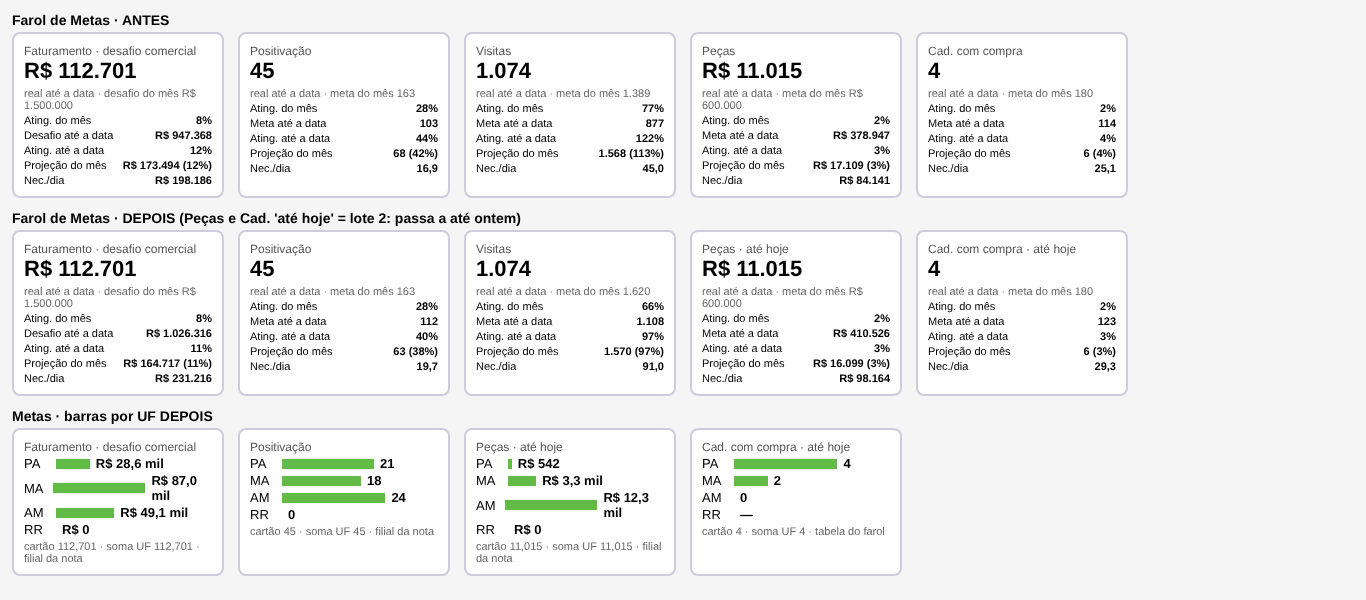 Farol de Metas · ANTES
Faturamento · desafio comercial
R$ 112.701
real até a data · desafio do mês R$
1.500.000
Ating. do mês 8%
Desafio até a data R$ 947.368
Ating. até a data 12%
Projeção do mês R$ 173.494 (12%)
Nec./dia R$ 198.186
Positivação
45
real até a data · meta do mês 163
Ating. do mês 28%
Meta até a data 103
Ating. até a data 44%
Projeção do mês 68 (42%)
Nec./dia 16,9
Visitas
1.074
real até a data · meta do mês 1.389
Ating. do mês 77%
Meta até a data 877
Ating. até a data 122%
Projeção do mês 1.568 (113%)
Nec./dia 45,0
Peças
R$ 11.015
real até a data · meta do mês R$
600.000
Ating. do mês 2%
Meta até a data R$ 378.947
Ating. até a data 3%
Projeção do mês R$ 17.109 (3%)
Nec./dia R$ 84.141
Cad. com compra
4
real até a data · meta do mês 180
Ating. do mês 2%
Meta até a data 114
Ating. até a data 4%
Projeção do mês 6 (4%)
Nec./dia 25,1
Farol de Metas · DEPOIS (Peças e Cad. 'até hoje' = lote 2: passa a até ontem)
Faturamento · desafio comercial
R$ 112.701
real até a data · desafio do mês R$
1.500.000
Ating. do mês 8%
Desafio até a data R$ 1.026.316
Ating. até a data 11%
Projeção do mês R$ 164.717 (11%)
Nec./dia R$ 231.216
Positivação
45
real até a data · meta do mês 163
Ating. do mês 28%
Meta até a data 112
Ating. até a data 40%
Projeção do mês 63 (38%)
Nec./dia 19,7
Visitas
1.074
real até a data · meta do mês 1.620
Ating. do mês 66%
Meta até a data 1.108
Ating. até a data 97%
Projeção do mês 1.570 (97%)
Nec./dia 91,0
Peças · até hoje
R$ 11.015
real até a data · meta do mês R$
600.000
Ating. do mês 2%
Meta até a data R$ 410.526
Ating. até a data 3%
Projeção do mês R$ 16.099 (3%)
Nec./dia R$ 98.164
Cad. com compra · até hoje
4
real até a data · meta do mês 180
Ating. do mês 2%
Meta até a data 123
Ating. até a data 3%
Projeção do mês 6 (3%)
Nec./dia 29,3
Metas · barras por UF DEPOIS
Faturamento · desafio comercial
PA R$ 28,6 mil
MA R$ 87,0
mil
AM R$ 49,1 mil
RR R$ 0
cartão 112,701 · soma UF 112,701 ·
filial da nota
Positivação
PA 21
MA 18
AM 24
RR 0
cartão 45 · soma UF 45 · filial da nota
Peças · até hoje
PA R$ 542
MA R$ 3,3 mil
AM R$ 12,3
mil
RR R$ 0
cartão 11,015 · soma UF 11,015 · filial
da nota
Cad. com compra · até hoje
PA 4
MA 2
AM 0
RR —
cartão 4 · soma UF 4 · tabela do farol